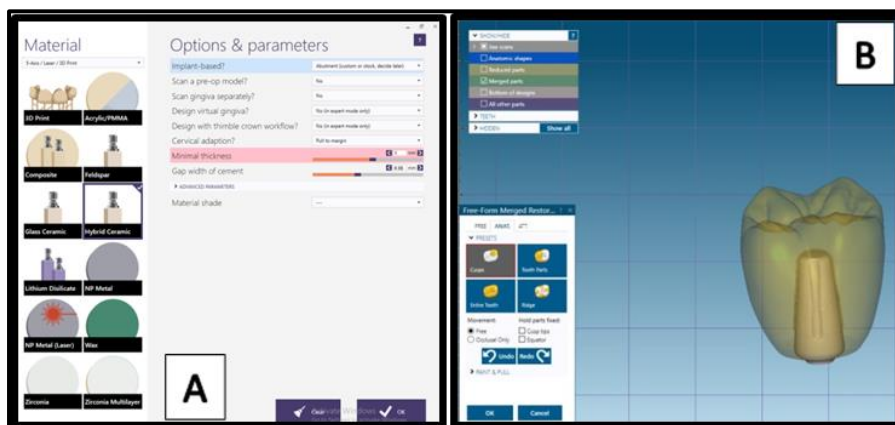 Material
5-Axis / Laser / 3D Print
3D Print
Acrylic/PMMA
Composite
Feldspar
Glass Ceramic
Hybrid Ceramic
Lithium Disilicate
NP Metal
NP Metal (Laser)
Wax
Zirconia
Zirconia Multilayer
Options & parameters
?
Implant-based?
Abutment (custom or stock, decide later)
Scan a pre-op model?
No
Scan gingiva separately?
No
Design virtual gingiva?
No (in expert mode only)
Design with thimble crown workflow?
No (in expert mode only)
Cervical adaption?
Full to margin
Minimal thickness
1 mm
Gap width of cement
mm
ADVANCED PARAMETERS
Material shade
---
Clear
OK
A
SHOW/HIDE
?
Jaw scans
Anatomic shapes
Reduced parts
Merged parts
Bottom of designs
All other parts
TEETH
HIDDEN
Show all
B
Free-Form Merged Restor...
FREE
PRESETS
Cusps
Tooth Parts
Entire Tooth
Ridge
Movement:
Hold parts fixed:
Free
Cusp tips
Occlusal Only
Equator
Undo
Redo
OK
Cancel